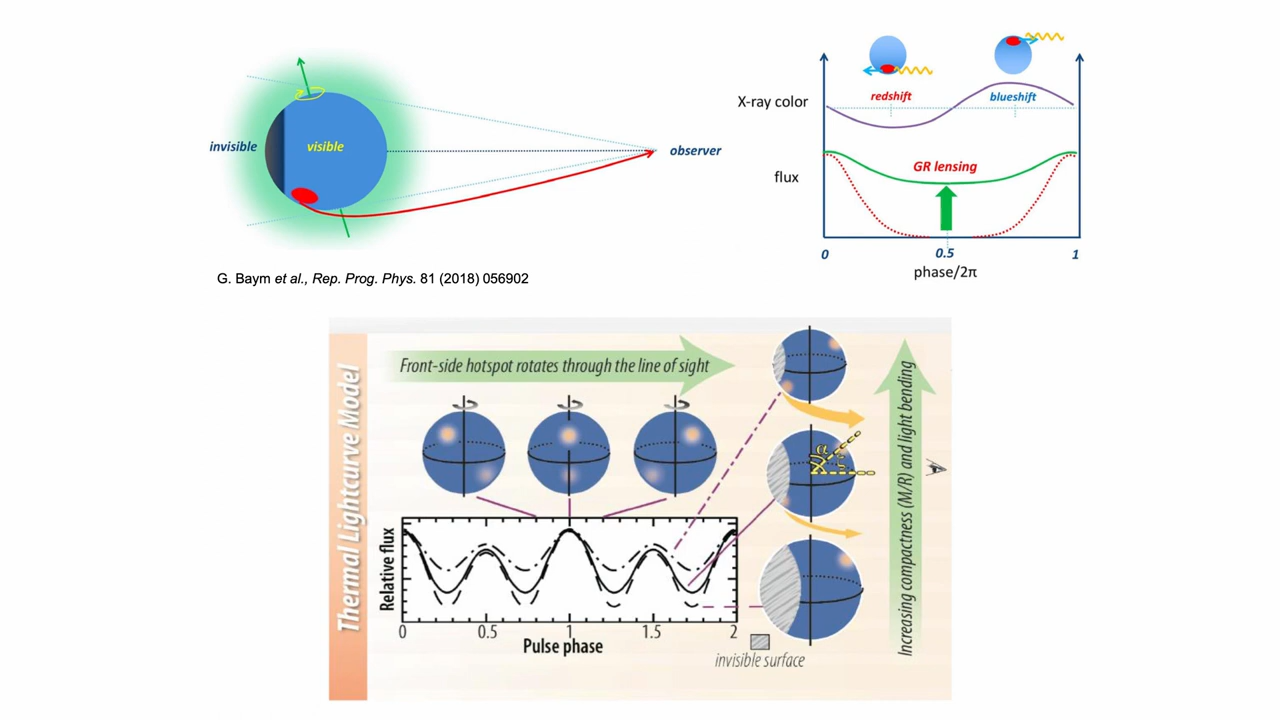 invisible
visible
observer
G. Baym et al., Rep. Prog. Phys. 81 (2018) 056902
X-ray color
redshift
blueshift
flux
GR lensing
0
0.5
1
phase/2π
Thermal Lightcurve Model
Front-side hotspot rotates through the line of sight
α
Increasing compactness (M/R) and light bending
Relative flux
0
0.5
1
1.5
2
Pulse phase
invisible surface